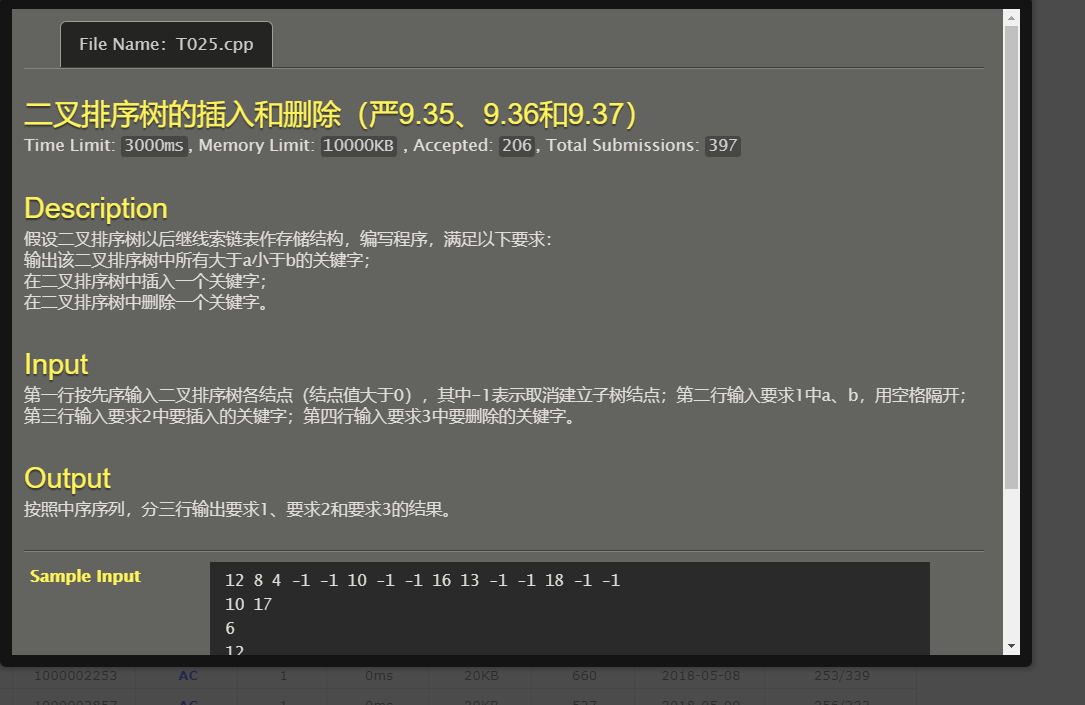 File Name: T025.cpp
二叉排序树的插入和删除（严9.35、9.36和9.37）
Time Limit: 3000ms, Memory Limit: 10000KB , Accepted: 206, Total Submissions: 397
Description
假设二叉排序树以后继线索链表作存储结构，编写程序，满足以下要求：
输出该二叉排序树中所有大于a小于b的关键字；
在二叉排序树中插入一个关键字；
在二叉排序树中删除一个关键字。
Input
第一行按先序输入二叉排序树各结点（结点值大于0），其中-1表示取消建立子树结点；第二行输入要求1中a、b，用空格隔开；
第三行输入要求2中要插入的关键字；第四行输入要求3中要删除的关键字。
Output
按照中序序列，分三行输出要求1、要求2和要求3的结果。
Sample Input
12 8 4 -1 -1 10 -1 -1 16 13 -1 -1 18 -1 -1
10 17
6
12
1000002253 AC 1 0ms 20KB 660 2018-05-08 253/339